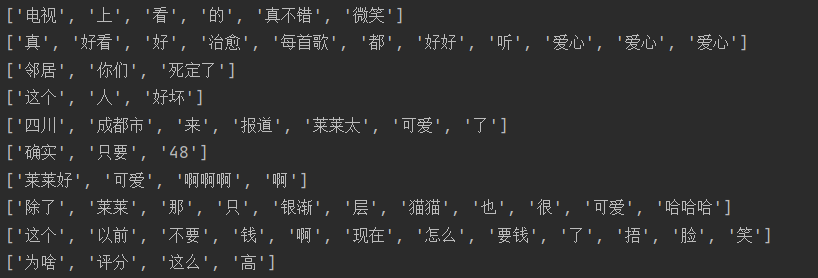 ['电视', '上', '看', '的', '真不错', '微笑']
['真', '好看', '好', '治愈', '每首歌', '都', '好好', '听', '爱心', '爱心', '爱心']
['邻居', '你们', '死定了']
['这个', '人', '好坏']
['四川', '成都市', '来', '报道', '莱莱太', '可爱', '了']
['确实', '只要', '48']
['莱莱好', '可爱', '啊啊啊', '啊']
['除了', '莱莱', '那', '只', '银渐', '层', '猫猫', '也', '很', '可爱', '哈哈哈']
['这个', '以前', '不要', '钱', '啊', '现在', '怎么', '要钱', '了', '捂', '脸', '笑']
['为啥', '评分', '这么', '高']